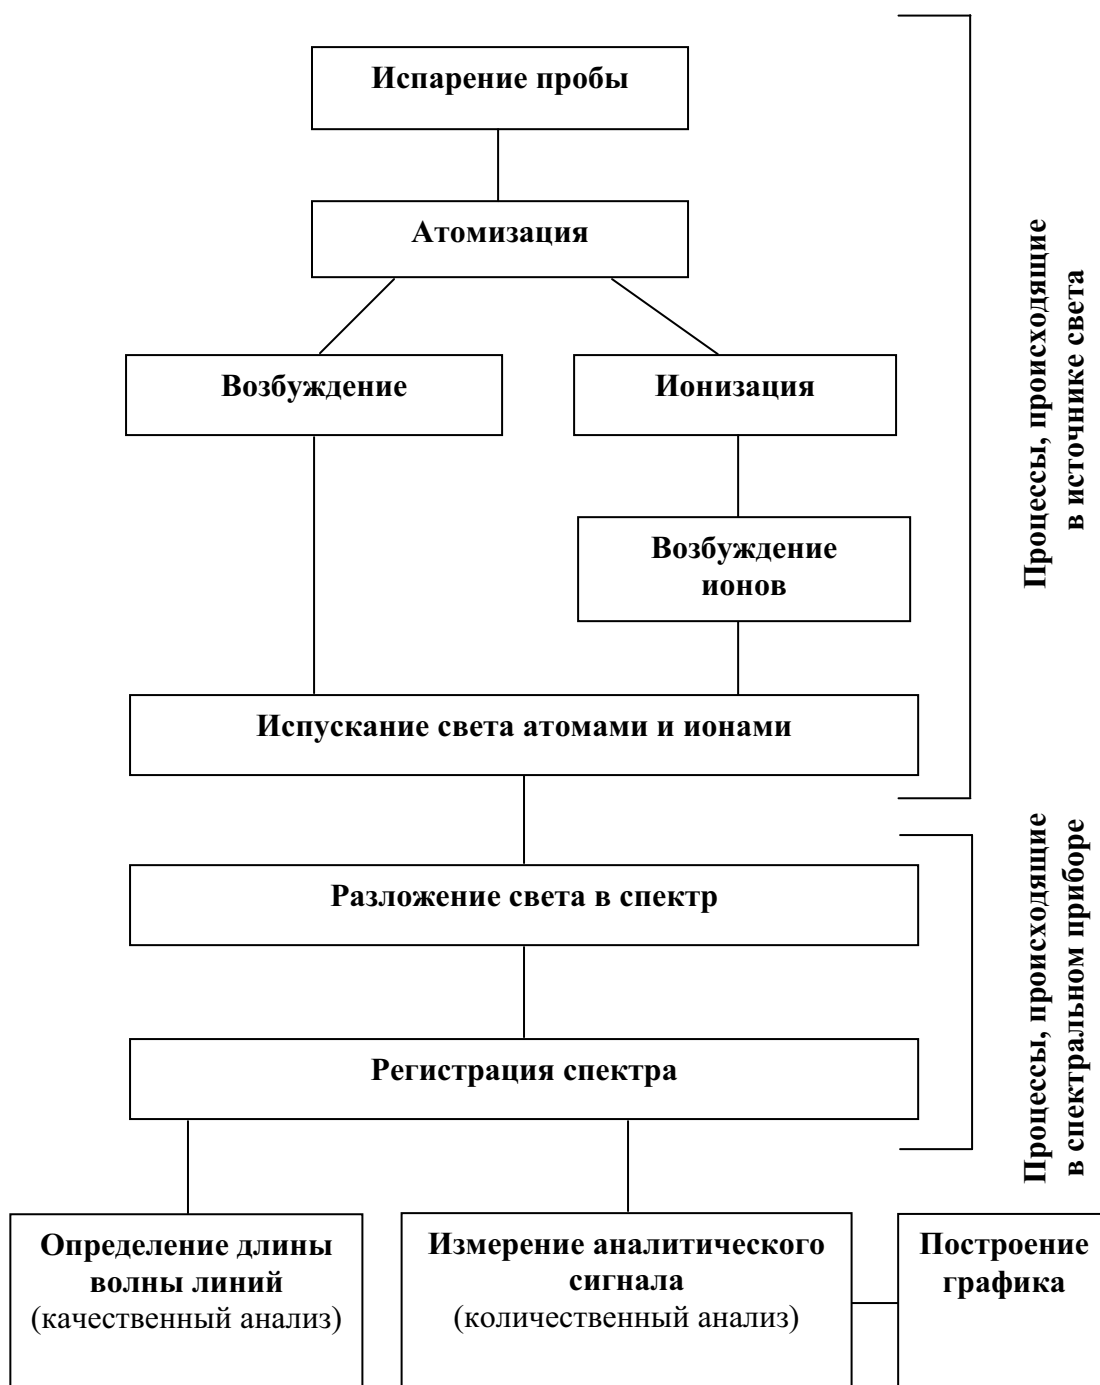 Испарение пробы
Атомизация
Возбуждение
Ионизация
Возбуждение
ионов
Испускание света атомами и ионами
Процессы, происходящие
в источнике света
Разложение света в спектр
Регистрация спектра
Процессы, происходящие
в спектральном приборе
Определение длины
волны линий
(качественный анализ)
Измерение аналитического
сигнала
(количественный анализ)
Построение
графика